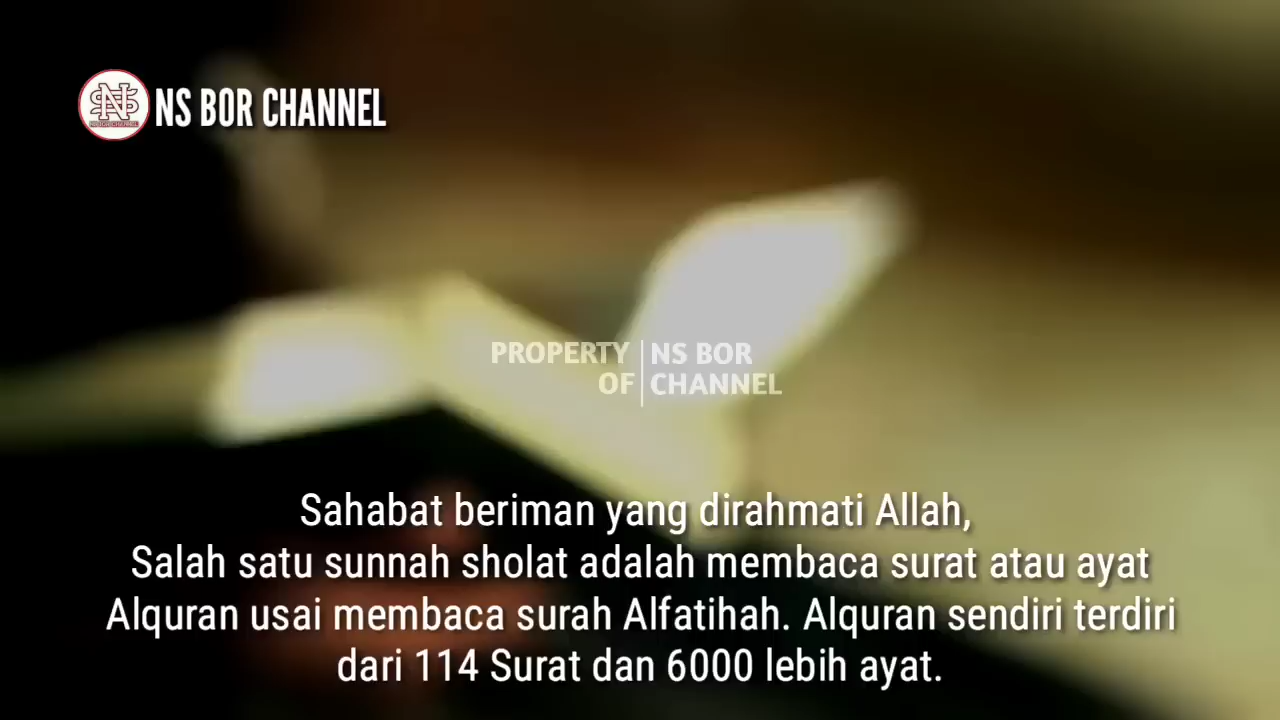 NS BOR CHANNEL
PROPERTY OF | NS BOR CHANNEL
Sahabat beriman yang dirahmati Allah,
Salah satu sunnah sholat adalah membaca surat atau ayat
Alquran usai membaca surah Alfatihah. Alquran sendiri terdiri
dari 114 Surat dan 6000 lebih ayat.